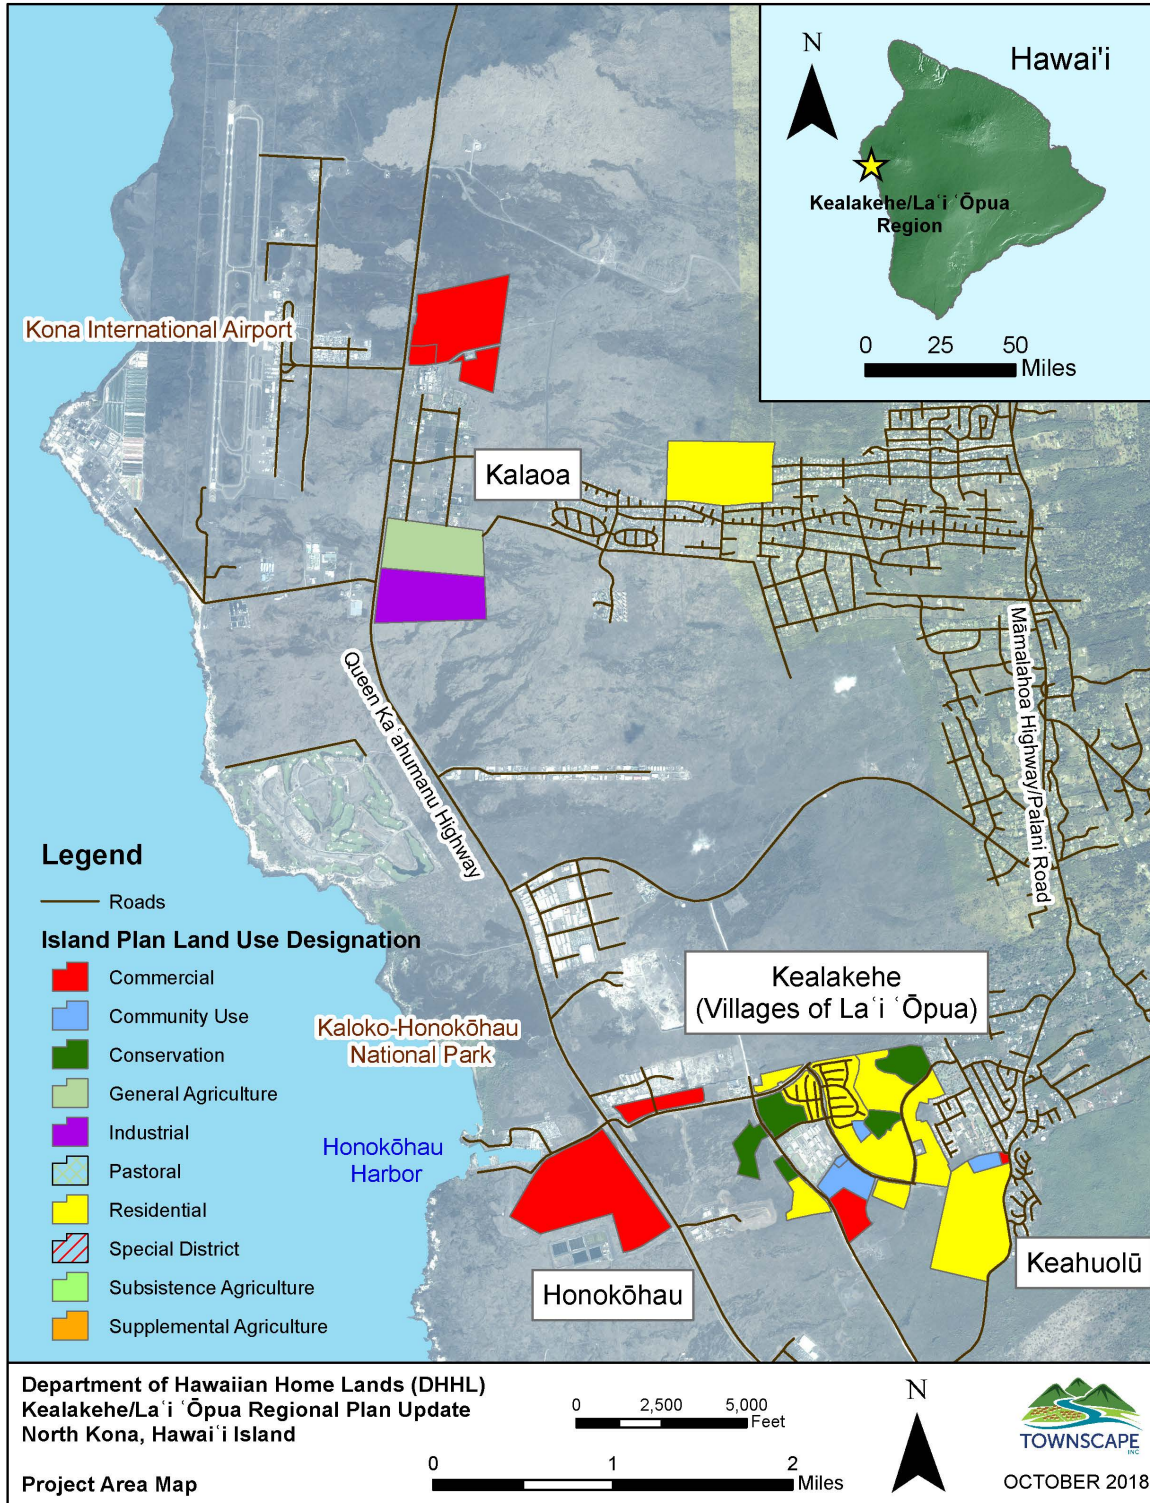 N
Hawai'i
Kealakehe/Laʻi ʻŌpua
Region
0 25 50
Miles
Kona International Airport
Kalaoa
Queen Kaʻahumanu Highway
Māmalahoa Highway/Palani Road
Legend
Roads
Island Plan Land Use Designation
Commercial
Community Use
Conservation
General Agriculture
Industrial
Pastoral
Residential
Special District
Subsistence Agriculture
Supplemental Agriculture
Kealakehe
(Villages of Laʻi ʻŌpua)
Kaloko-Honokōhau
National Park
Honokōhau
Harbor
Honokōhau
Keahuolū
Department of Hawaiian Home Lands (DHHL)
Kealakehe/Laʻi ʻŌpua Regional Plan Update
North Kona, Hawaiʻi Island
Project Area Map
0 2,500 5,000
Feet
0 1 2
Miles
N
TOWNSCAPE
INC
OCTOBER 2018